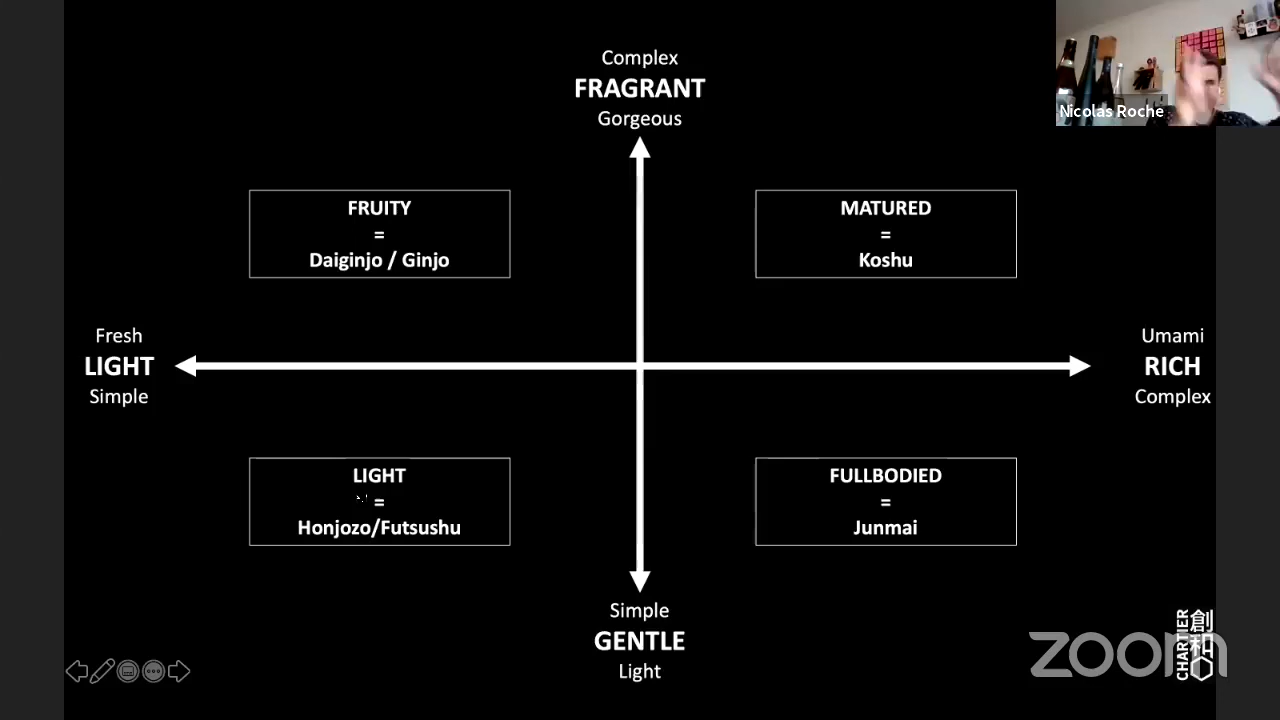 Complex
FRAGRANT
Gorgeous
Nicolas Roche
FRUITY
=
Daiginjo / Ginjo
MATURED
=
Koshu
Fresh
LIGHT
Simple
Umami
RICH
Complex
LIGHT
=
Honjozo/Futsushu
FULLBODIED
=
Junmai
Simple
GENTLE
Light
CHARTIER
創和
zoom